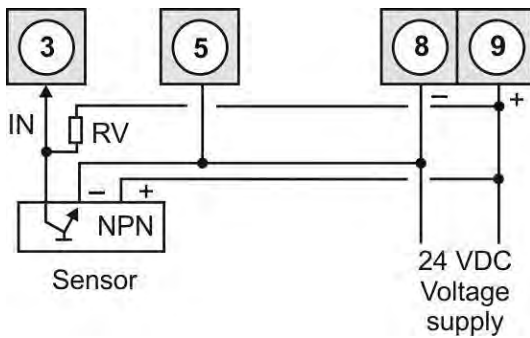 3
5
8
9
IN
RV
−
+
−
+
NPN
Sensor
24 VDC
Voltage
supply